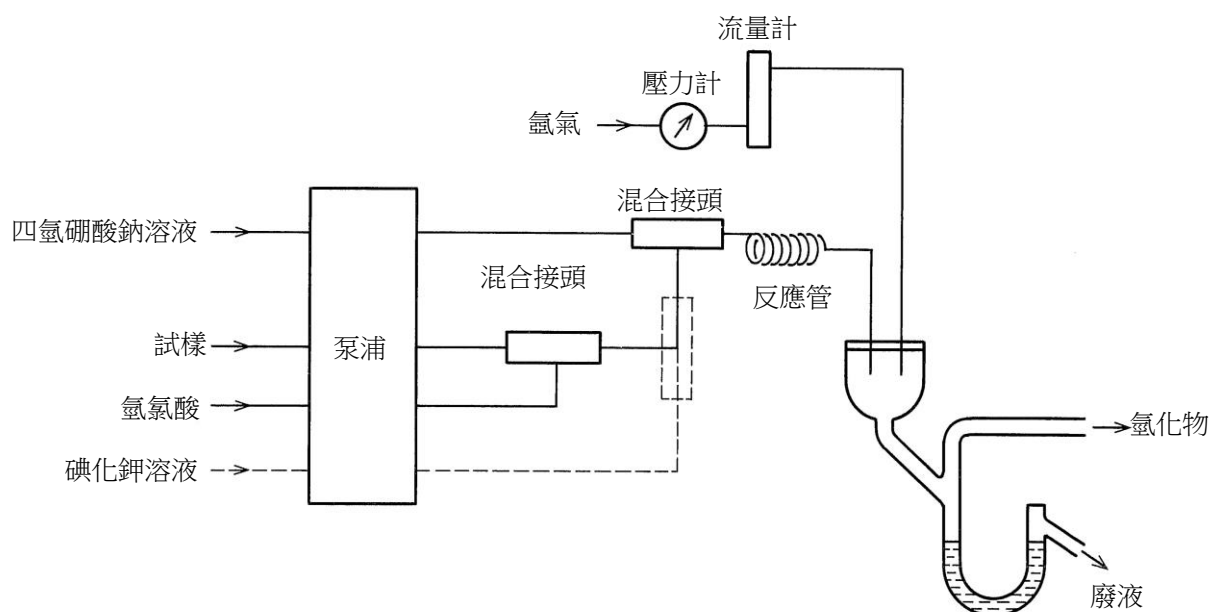 流量計
壓力計
氬氣
混合接頭
四氫硼酸鈉溶液
混合接頭
反應管
試樣
泵浦
氫氯酸
氫化物
碘化鉀溶液
廢液